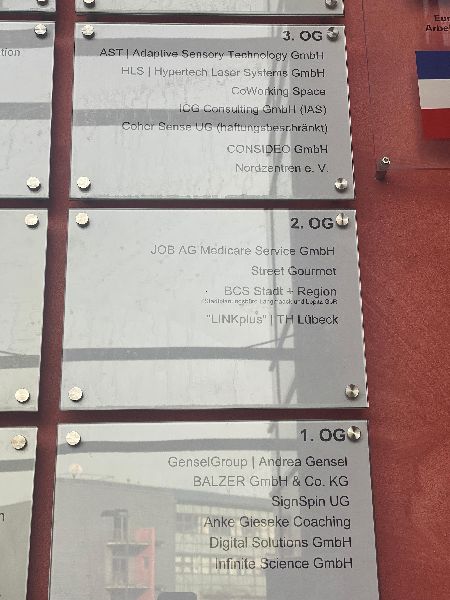 3. OG
AST | Adaptive Sensory Technology GmbH
HLS | Hypertech Laser Systems GmbH
CoWorking Space
ICG Consulting GmbH (IAS)
Coher Sense UG (haftungsbeschränkt)
CONSIDEO GmbH
Nordzentren e. V.
2. OG
JOB AG Medicare Service GmbH
Street Gourmet
BCS Stadt + Region
"LINKplus" | TH Lübeck
1. OG
GenselGroup | Andrea Gensel
BALZER GmbH & Co. KG
SignSpin UG
Anke Gieseke Coaching
Digital Solutions GmbH
Infinite Science GmbH